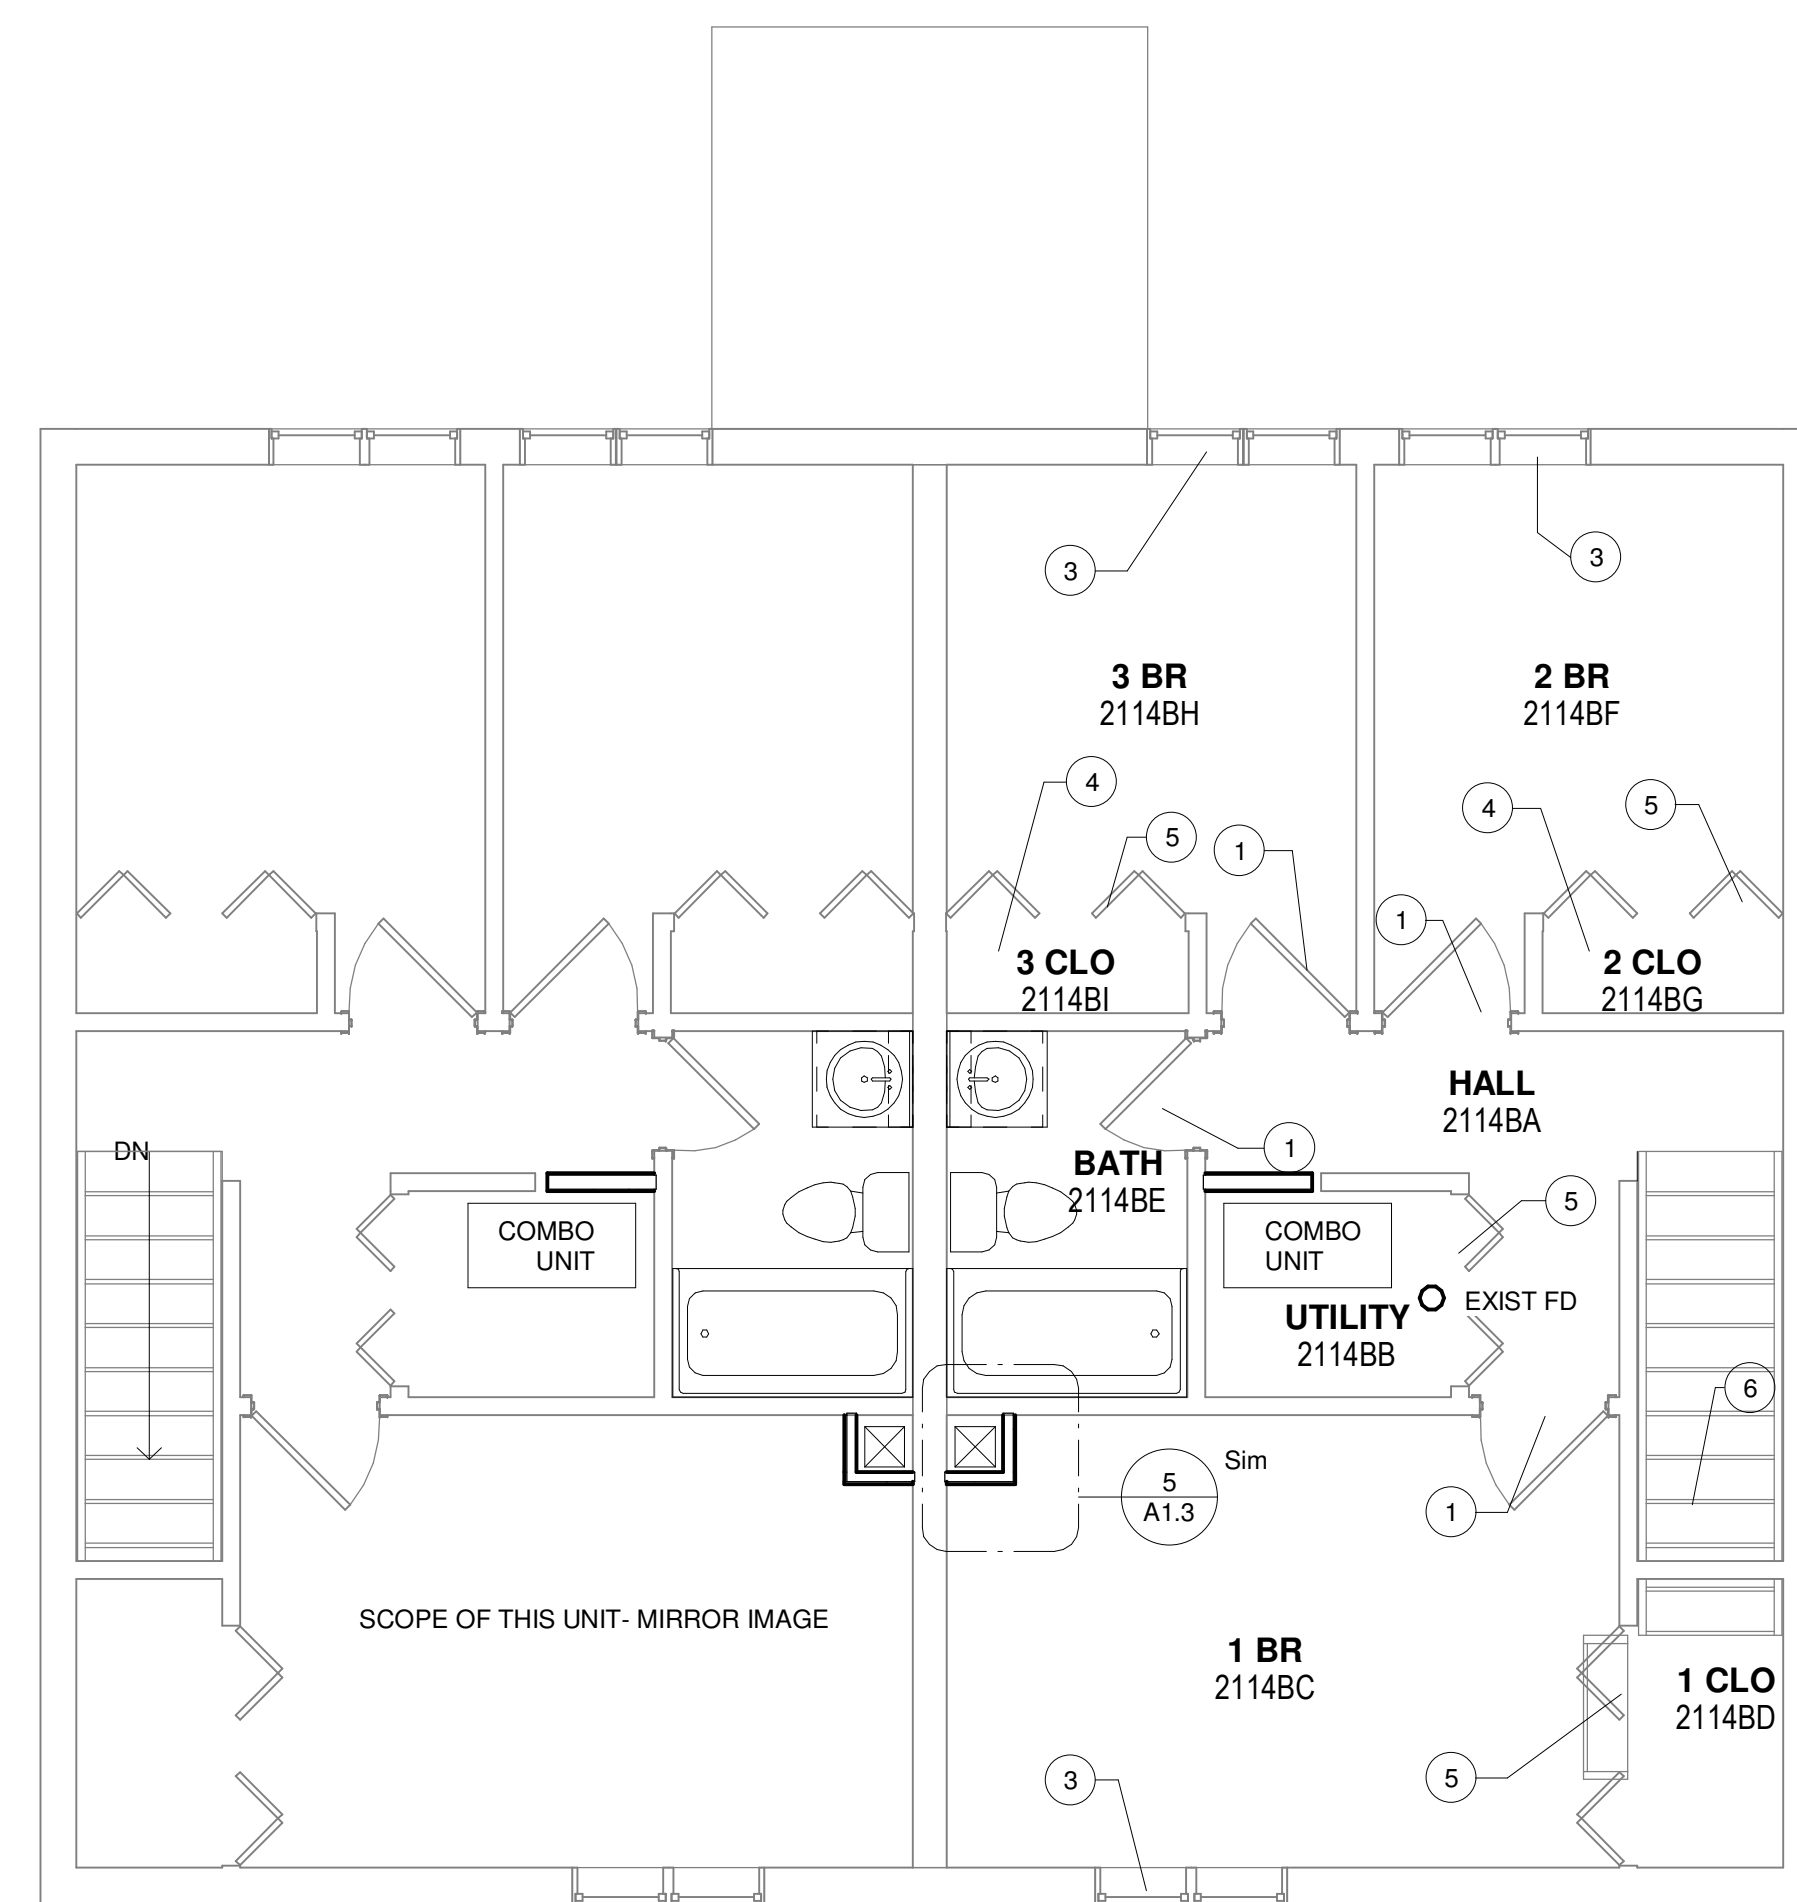 3
3
3 BR
2114BH
2 BR
2114BF
4
5
1
4
5
1
3 CLO
2114BI
2 CLO
2114BG
HALL
2114BA
DN
1
BATH
2114BE
5
COMBO
UNIT
COMBO
UNIT
EXIST FD
UTILITY
2114BB
6
Sim
5
A1.3
1
SCOPE OF THIS UNIT- MIRROR IMAGE
1 BR
2114BC
1 CLO
2114BD
3
5